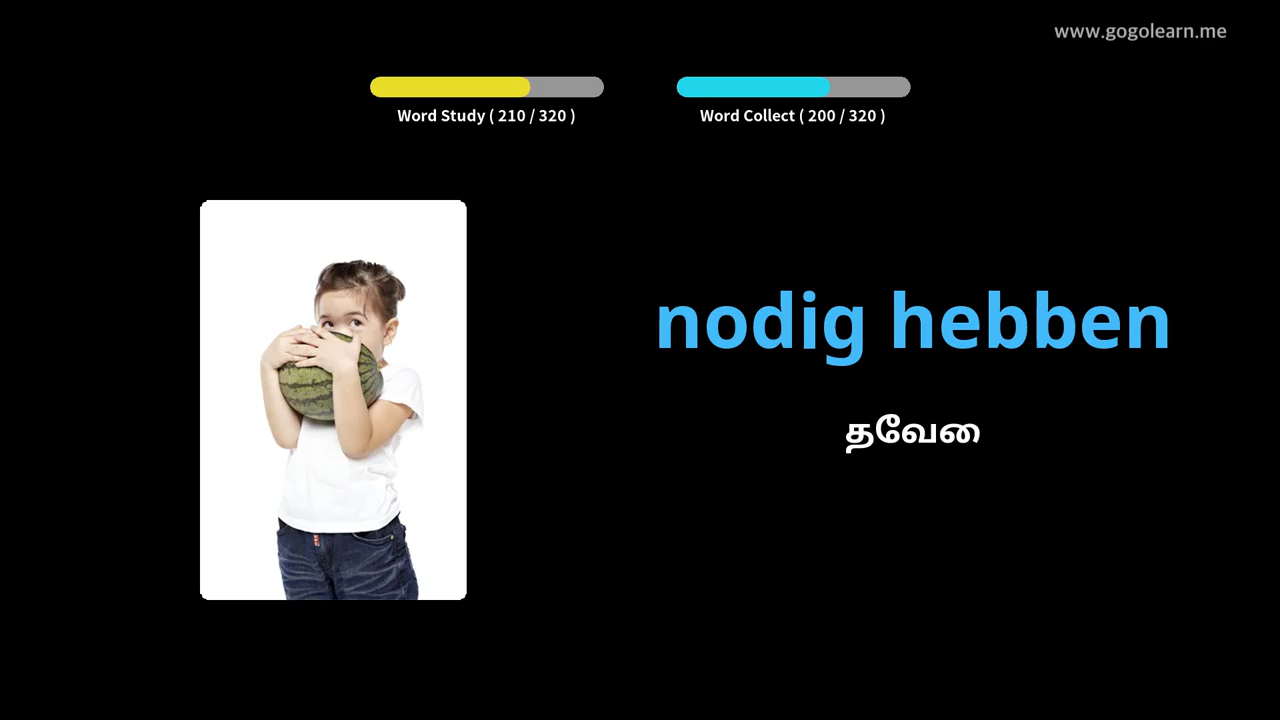 www.gogolearn.me
Word Study ( 210 / 320 )
Word Collect ( 200 / 320 )
nodig hebben
தவேை